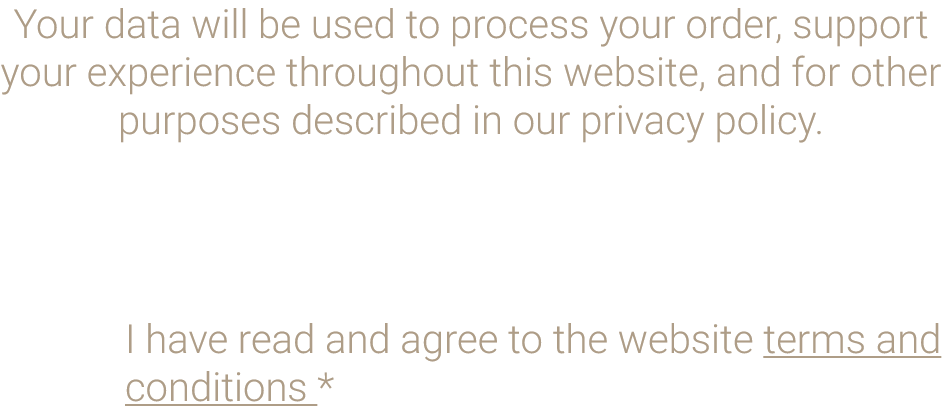 Your data will be used to process your order, support
your experience throughout this website, and for other
purposes described in our privacy policy.
I have read and agree to the website terms and
conditions *